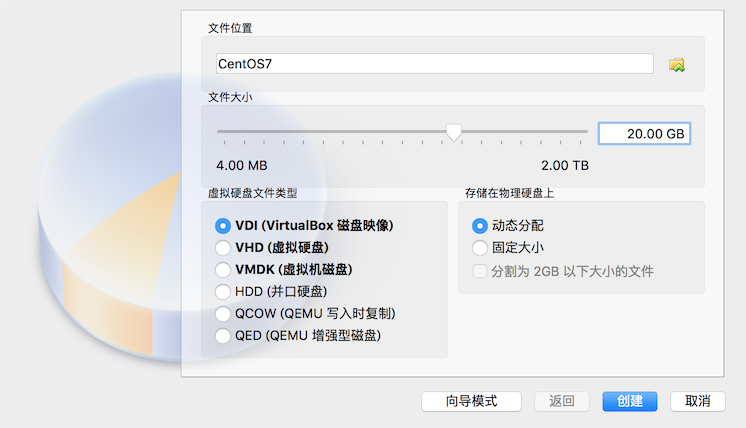 文件位置
CentOS7
文件大小
20.00 GB
4.00 MB 2.00 TB
虚拟硬盘文件类型
VDI (VirtualBox 磁盘映像)
VHD (虚拟硬盘)
VMDK (虚拟机磁盘)
HDD (并口硬盘)
QCOW (QEMU 写入时复制)
QED (QEMU 增强型磁盘)
存储在物理硬盘上
动态分配
固定大小
分割为 2GB 以下大小的文件
向导模式 返回 创建 取消